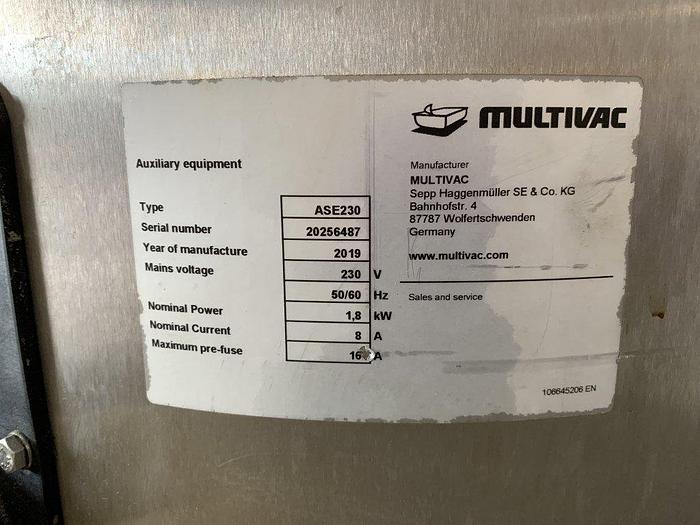 MULTIVAC
Auxiliary equipment
Type ASE230
Serial number 20256487
Year of manufacture 2019
Mains voltage 230 V
50/60 Hz
Nominal Power 1,8 kW
Nominal Current 8 A
Maximum pre-fuse 16 A
Manufacturer
MULTIVAC
Sepp Haggenmüller SE & Co. KG
Bahnhofstr. 4
87787 Wolfertschwenden
Germany
www.multivac.com
Sales and service
106645206 EN